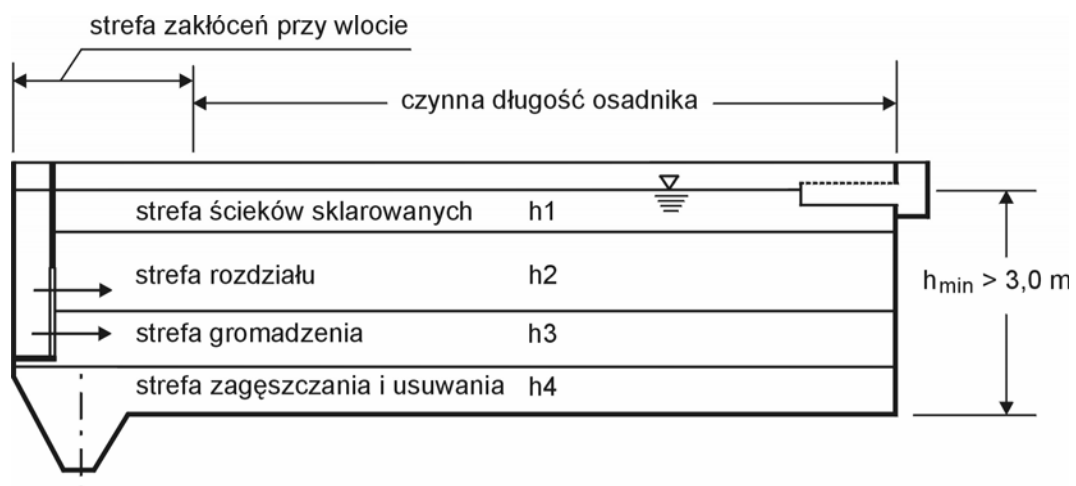 strefa zakłóceń przy wlocie
czynna długość osadnika
strefa ścieków sklarowanych h1
strefa rozdziału h2
hmin > 3,0 m
strefa gromadzenia h3
strefa zagęszczania i usuwania h4